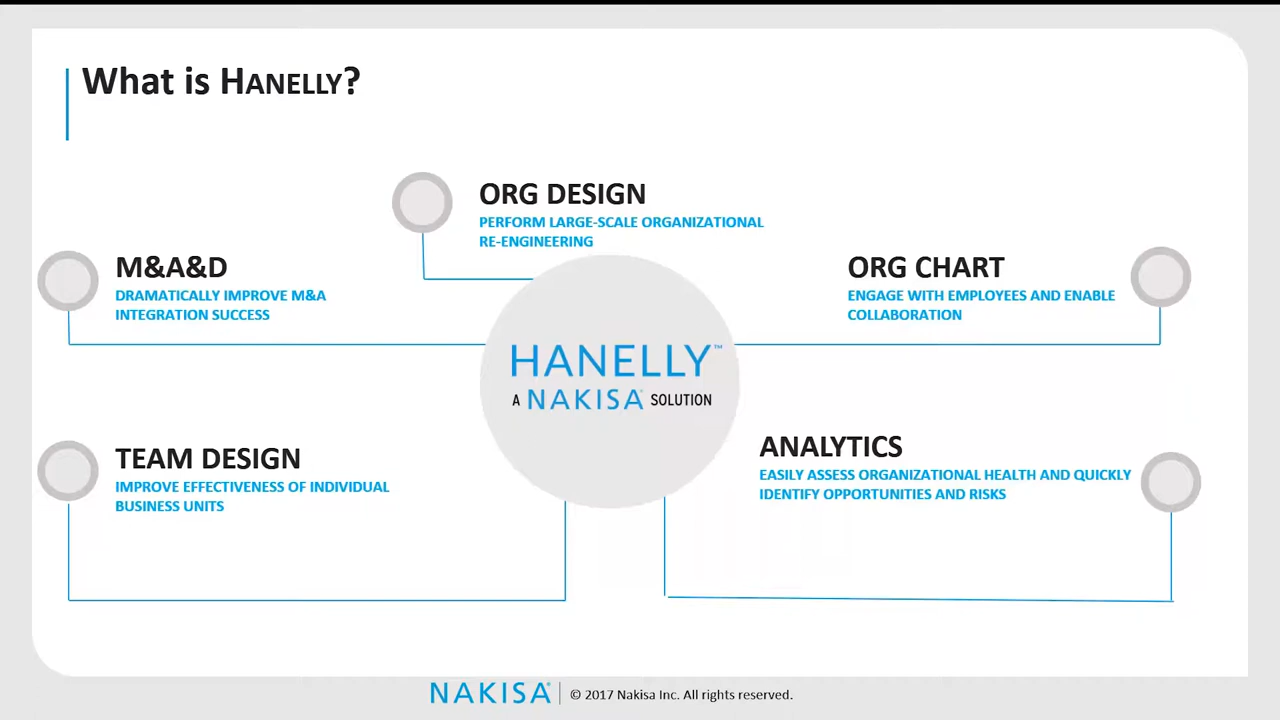 What is HANELLY?
ORG DESIGN
PERFORM LARGE-SCALE ORGANIZATIONAL
RE-ENGINEERING
M&A&D
DRAMATICALLY IMPROVE M&A
INTEGRATION SUCCESS
ORG CHART
ENGAGE WITH EMPLOYEES AND ENABLE
COLLABORATION
HANELLY™
A NAKISA® SOLUTION
TEAM DESIGN
IMPROVE EFFECTIVENESS OF INDIVIDUAL
BUSINESS UNITS
ANALYTICS
EASILY ASSESS ORGANIZATIONAL HEALTH AND QUICKLY
IDENTIFY OPPORTUNITIES AND RISKS
NAKISA® | © 2017 Nakisa Inc. All rights reserved.